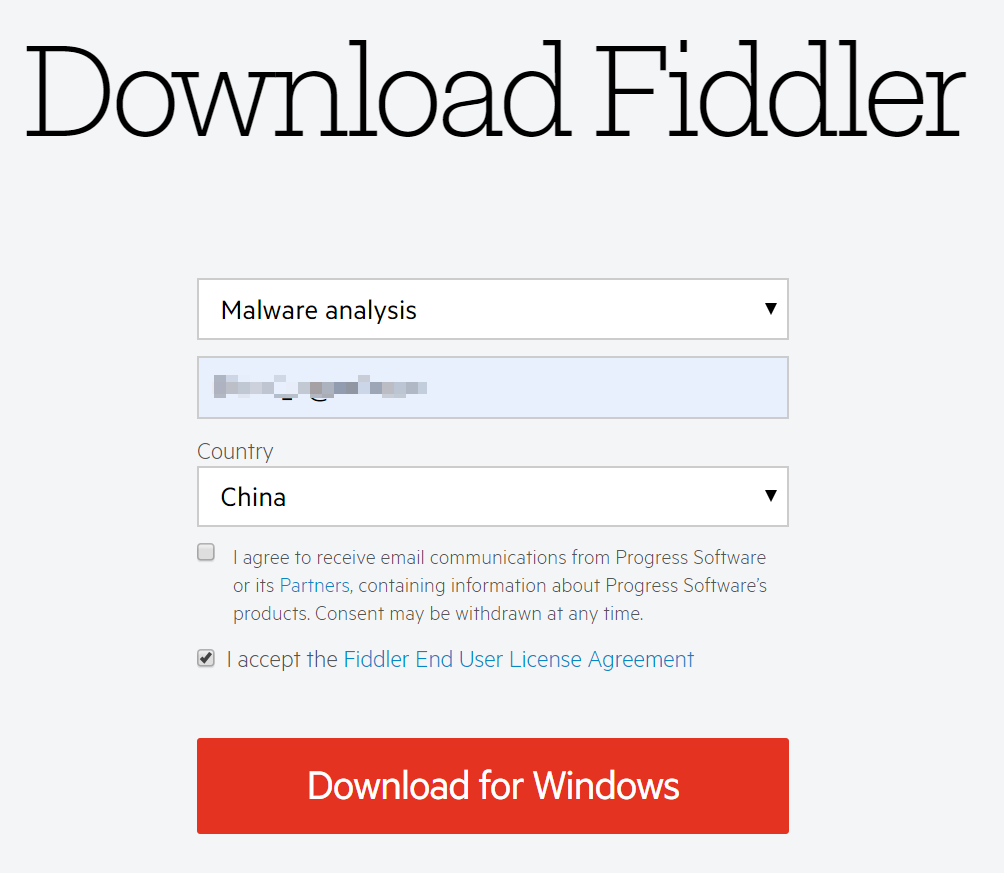 Download Fiddler
Malware analysis
Country
China
I agree to receive email communications from Progress Software
or its Partners, containing information about Progress Software's
products. Consent may be withdrawn at any time.
I accept the Fiddler End User License Agreement
Download for Windows